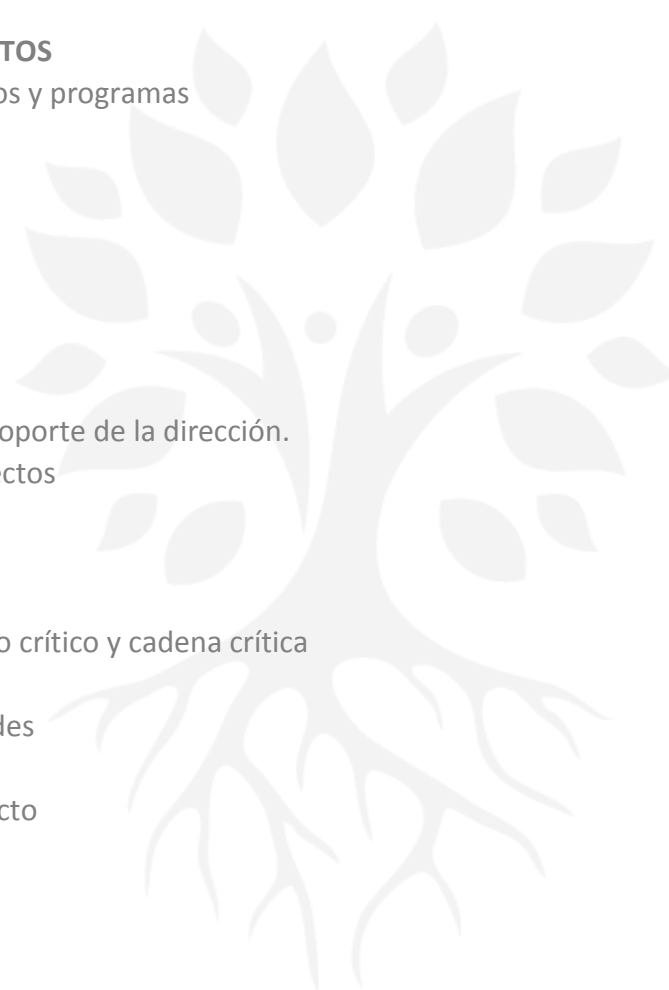 TOS
os y programas
oporte de la dirección.
ectos
o crítico y cadena crítica
des
cto